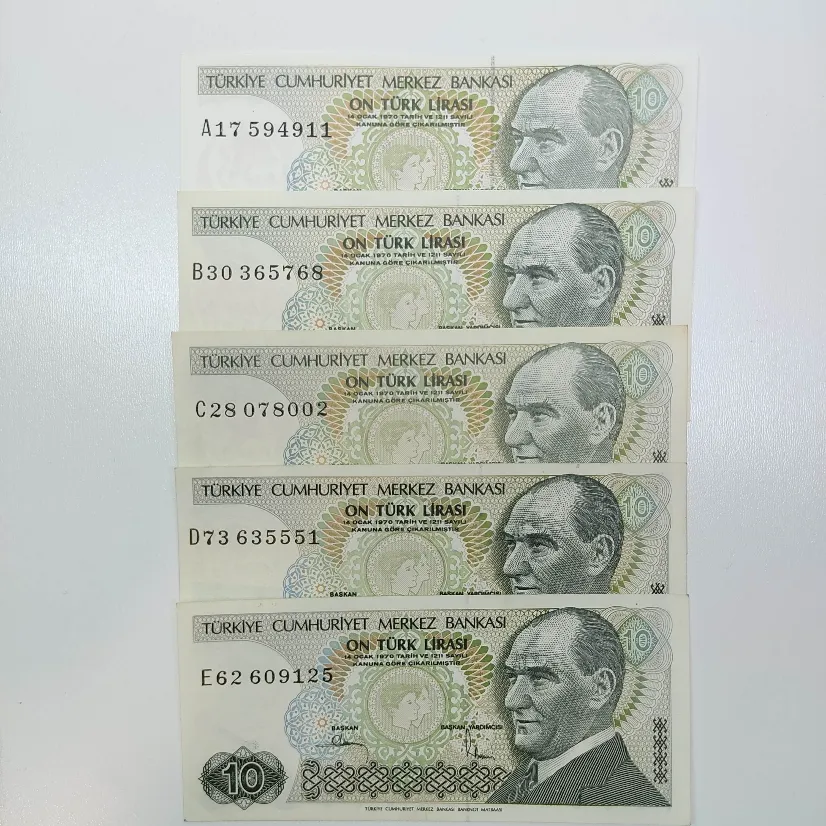 TÜRKİYE CUMHURİYET MERKEZ BANKASI
ON TÜRK LİRASI
10
14 OCAK 1970 TARİH VE 1211 SAYILI
KANUNA GÖRE ÇIKARILMIŞTIR
A17 594911
TÜRKİYE CUMHURİYET MERKEZ BANKASI
ON TÜRK LİRASI
10
14 OCAK 1970 TARİH VE 1211 SAYILI
KANUNA GÖRE ÇIKARILMIŞTIR
B30 365768
BAŞKAN BAŞKAN YARDIMCISI
TÜRKİYE CUMHURİYET MERKEZ BANKASI
ON TÜRK LİRASI
10
14 OCAK 1970 TARİH VE 1211 SAYILI
KANUNA GÖRE ÇIKARILMIŞTIR
C28 078002
TÜRKİYE CUMHURİYET MERKEZ BANKASI
ON TÜRK LİRASI
10
14 OCAK 1970 TARİH VE 1211 SAYILI
KANUNA GÖRE ÇIKARILMIŞTIR
D73 635551
BAŞKAN BAŞKAN YARDIMCISI
TÜRKİYE CUMHURİYET MERKEZ BANKASI
ON TÜRK LİRASI
10
14 OCAK 1970 TARİH VE 1211 SAYILI
KANUNA GÖRE ÇIKARILMIŞTIR
E62 609125
BAŞKAN BAŞKAN YARDIMCISI
10
TÜRKİYE CUMHURİYET MERKEZ BANKASI BANKNOT MATBAASI